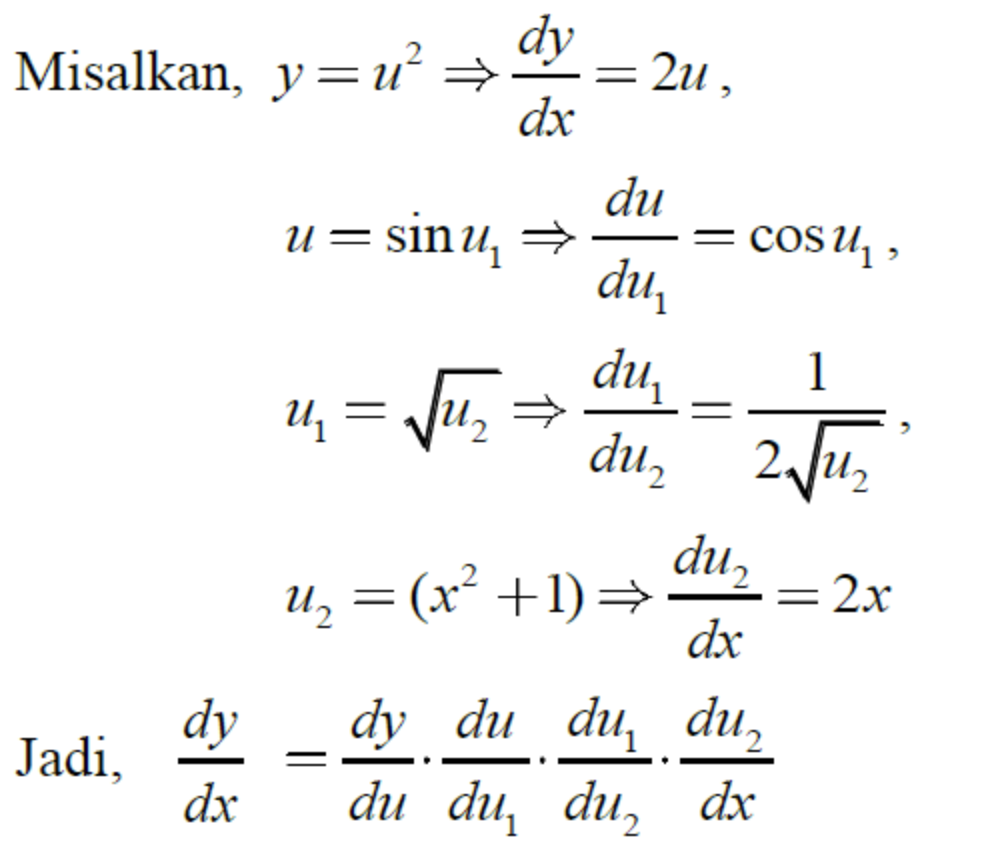 Misalkan, y = u² ⇒ dy/dx = 2u ,
u = sin u₁ ⇒ du/du₁ = cos u₁ ,
u₁ = √u₂ ⇒ du₁/du₂ = 1/(2√u₂) ,
u₂ = (x² + 1) ⇒ du₂/dx = 2x
Jadi, dy/dx = dy/du · du/du₁ · du₁/du₂ · du₂/dx